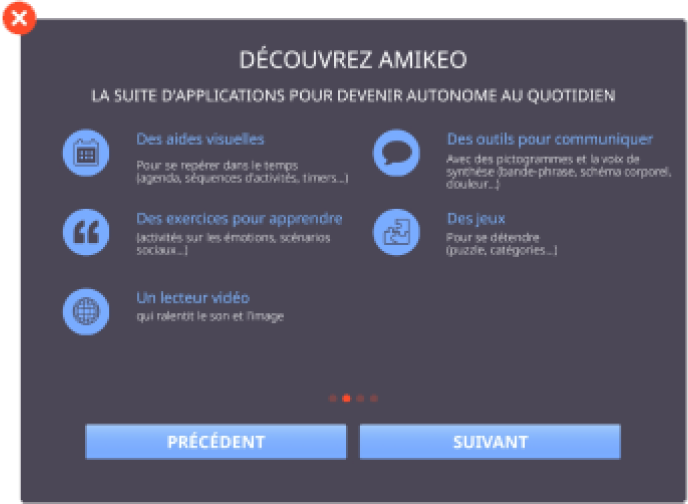 DÉCOUVREZ AMIKEO
LA SUITE D'APPLICATIONS POUR DEVENIR AUTONOME AU QUOTIDIEN
Des aides visuelles
Pour se repérer dans le temps
(agenda, séquences d'activités, timers...)
Des outils pour communiquer
Avec des pictogrammes et la voix de
synthèse (bande-phrase, schéma corporel,
douleur...)
Des exercices pour apprendre
(activités sur les émotions, scénarios
sociaux...)
Des jeux
Pour se détendre
(puzzle, catégories...)
Un lecteur vidéo
qui ralentit le son et l'image
PRÉCÉDENT
SUIVANT